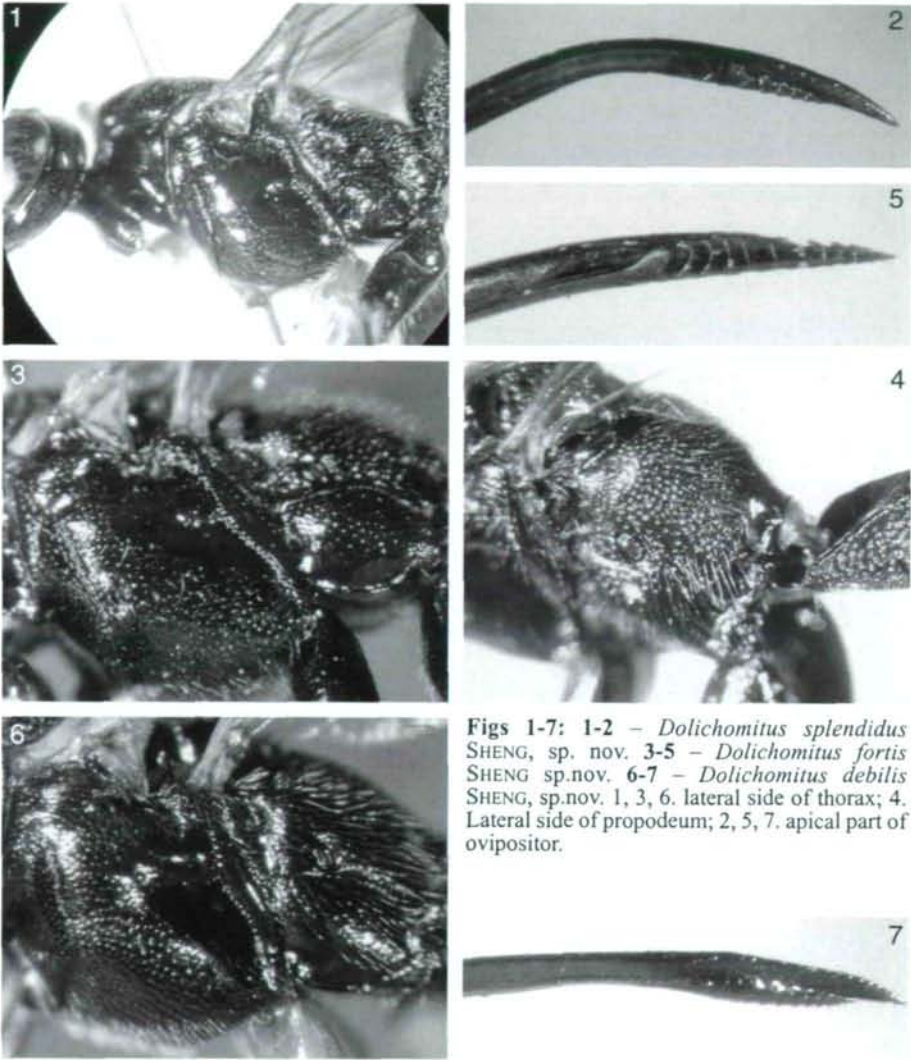 1
2
5
3
4
6
Figs 1-7: 1-2 – Dolichomitus splendidus
SHENG, sp. nov. 3-5 – Dolichomitus fortis
SHENG sp.nov. 6-7 – Dolichomitus debilis
SHENG, sp.nov. 1, 3, 6. lateral side of thorax; 4.
Lateral side of propodeum; 2, 5, 7. apical part of
ovipositor.
7